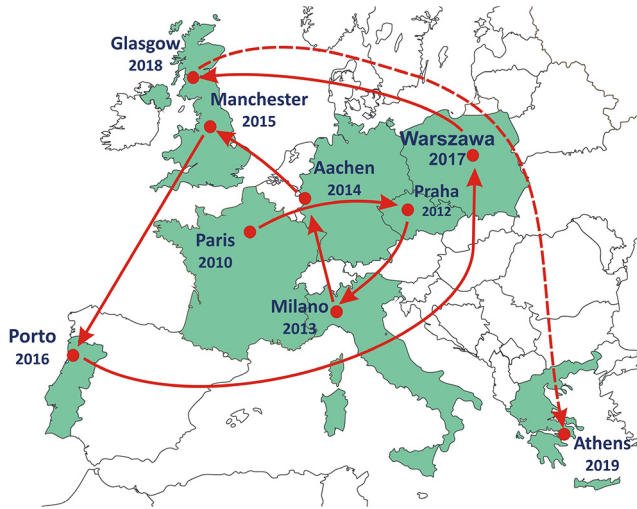 Glasgow
2018
Manchester
2015
Warszawa
2017
Aachen
2014
Praha
2012
Paris
2010
Milano
2013
Porto
2016
Athens
2019